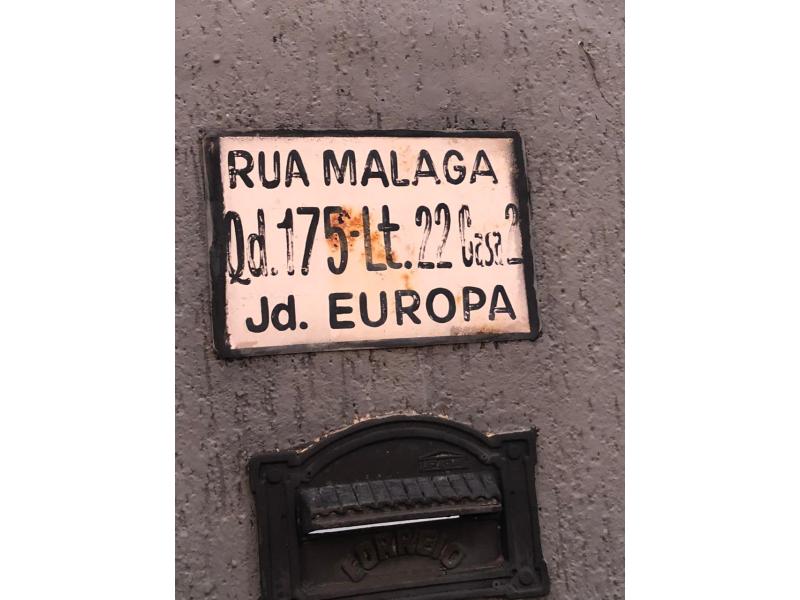 RUA MALAGA
Qd.175-Lt.22 Casa 2
Jd. EUROPA
CORREIO